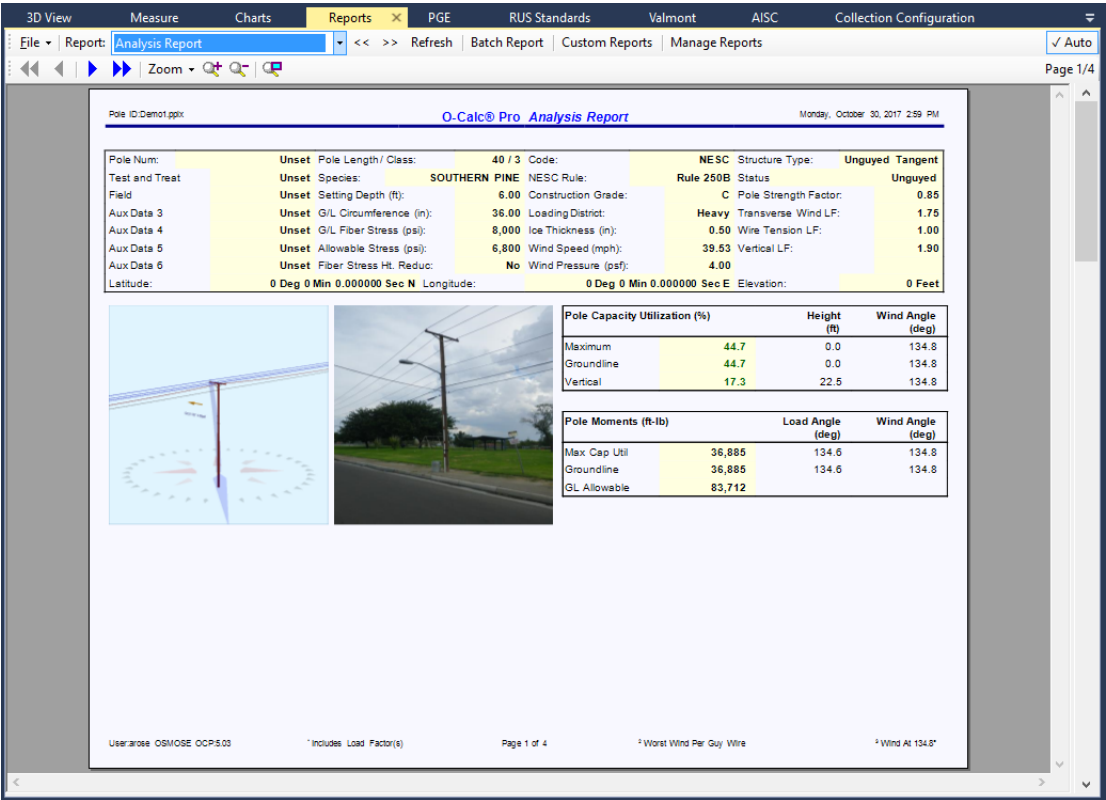 3D View Measure Charts Reports × PGE RUS Standards Valmont AISC Collection Configuration
File Report: Analysis Report << >> Refresh Batch Report Custom Reports Manage Reports ✓ Auto
Zoom Page 1/4
Pole ID:Demo1.pplx O-Calc® Pro Analysis Report Monday, October 30, 2017 2:59 PM
Pole Num: Unset Pole Length / Class: 40 / 3 Code: NESC Structure Type: Unguyed Tangent
Test and Treat Unset Species: SOUTHERN PINE NESC Rule: Rule 250B Status Unguyed
Field Unset Setting Depth (ft): 6.00 Construction Grade: C Pole Strength Factor: 0.85
Aux Data 3 Unset G/L Circumference (in): 36.00 Loading District: Heavy Transverse Wind LF: 1.75
Aux Data 4 Unset G/L Fiber Stress (psi): 8,000 Ice Thickness (in): 0.50 Wire Tension LF: 1.00
Aux Data 5 Unset Allowable Stress (psi): 6,800 Wind Speed (mph): 39.53 Vertical LF: 1.90
Aux Data 6 Unset Fiber Stress Ht. Reduc: No Wind Pressure (psf): 4.00
Latitude: 0 Deg 0 Min 0.000000 Sec N Longitude: 0 Deg 0 Min 0.000000 Sec E Elevation: 0 Feet
Pole Capacity Utilization (%) Height (ft) Wind Angle (deg)
Maximum 44.7 0.0 134.8
Groundline 44.7 0.0 134.8
Vertical 17.3 22.5 134.8
Pole Moments (ft-lb) Load Angle (deg) Wind Angle (deg)
Max Cap Util 36,885 134.6 134.8
Groundline 36,885 134.6 134.8
GL Allowable 83,712
User:arose OSMOSE OCP:5.03 Includes Load Factor(s) Page 1 of 4 ² Worst Wind Per Guy Wire ³ Wind At 134.8°